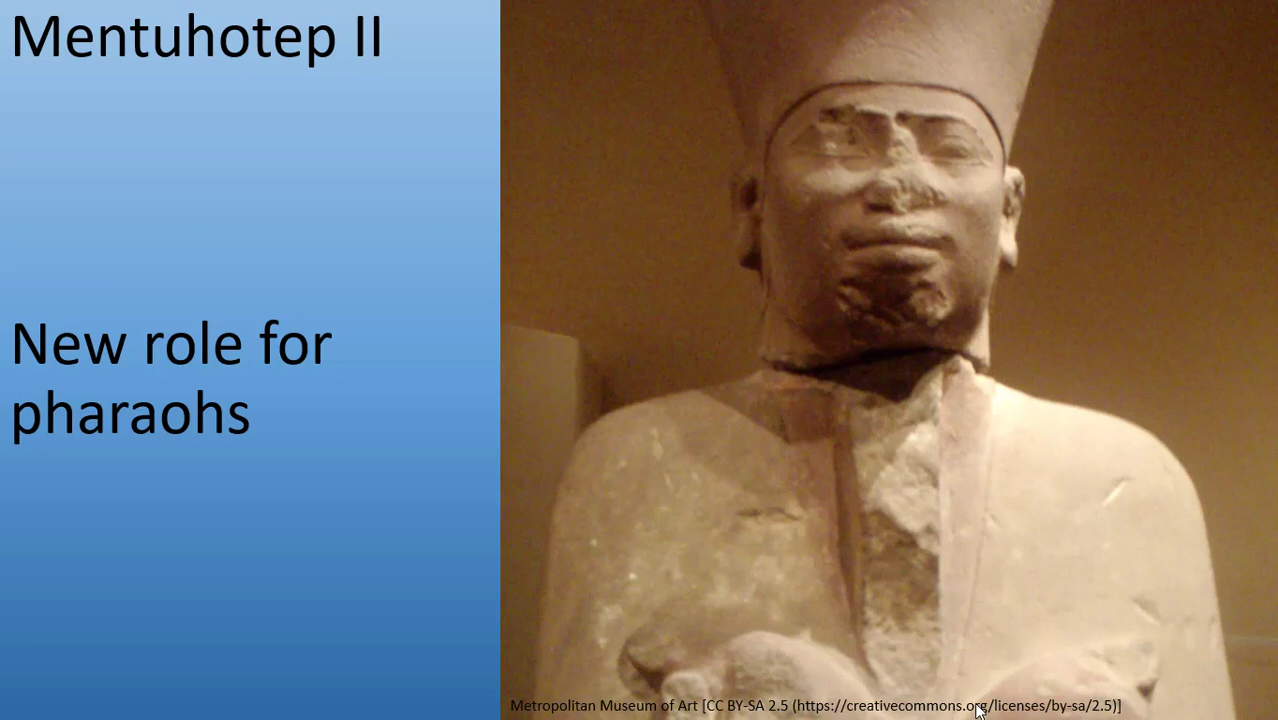 Mentuhotep II
New role for
pharaohs
Metropolitan Museum of Art [CC BY-SA 2.5 (https://creativecommons.org/licenses/by-sa/2.5)]